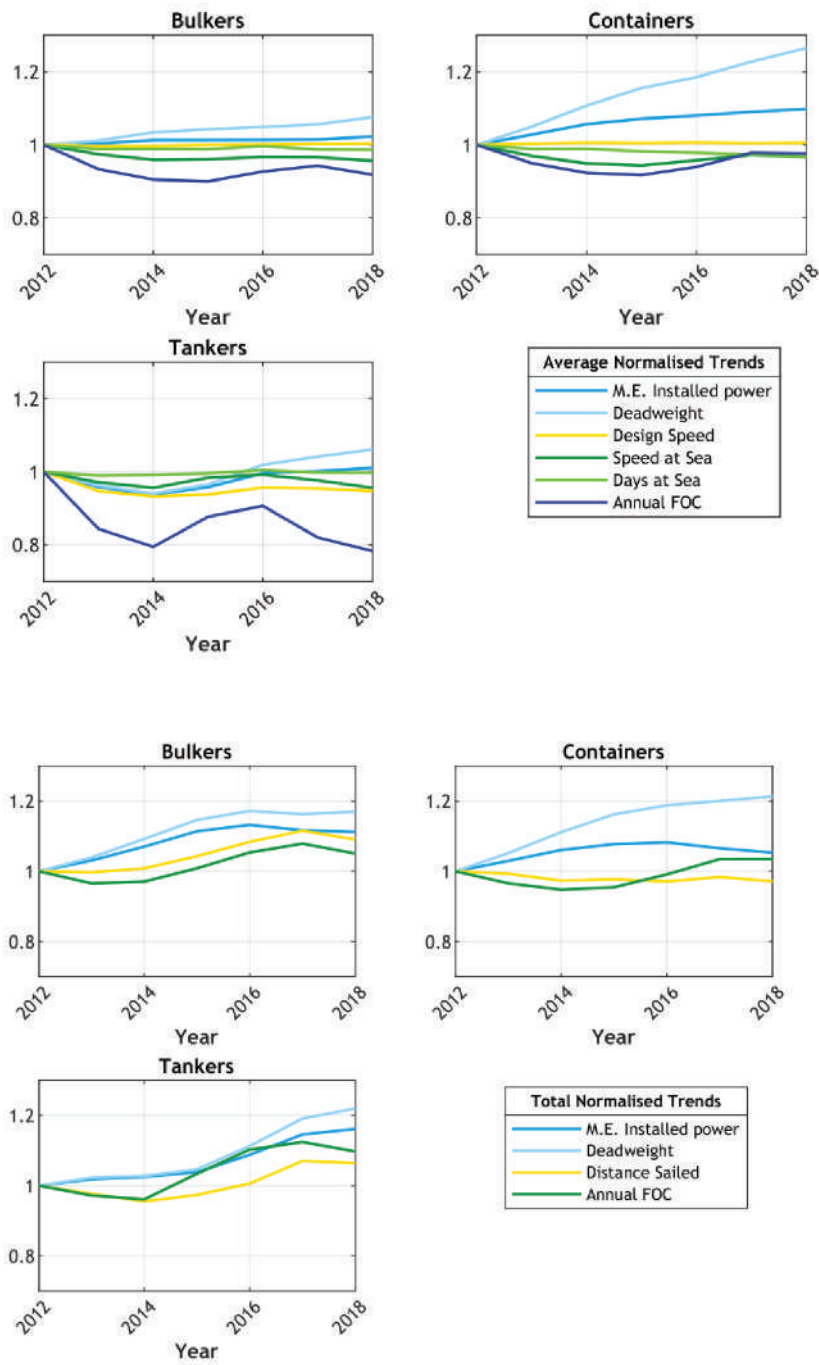 Bulkers
1.2
1
0.8
2012
2014
2016
2018
Year
Containers
1.2
1
0.8
2012
2014
2016
2018
Year
Tankers
1.2
1
0.8
2012
2014
2016
2018
Year
Average Normalised Trends
M.E. Installed power
Deadweight
Design Speed
Speed at Sea
Days at Sea
Annual FOC
Bulkers
1.2
1
0.8
2012
2014
2016
2018
Year
Containers
1.2
1
0.8
2012
2014
2016
2018
Year
Tankers
1.2
1
0.8
2012
2014
2016
2018
Year
Total Normalised Trends
M.E. Installed power
Deadweight
Distance Sailed
Annual FOC